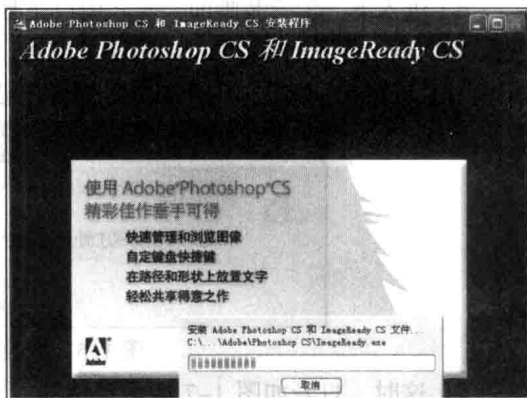 Adobe Photoshop CS 和 ImageReady CS 安装程序
Adobe Photoshop CS 和 ImageReady CS
使用 Adobe®Photoshop®CS
精彩佳作垂手可得
快速管理和浏览图像
自定键盘快捷键
在路径和形状上放置文字
轻松共享得意之作
Adobe
安装 Adobe Photoshop CS 和 ImageReady CS 文件...
C:\...\Adobe\Photoshop CS\ImageReady.exe
取消